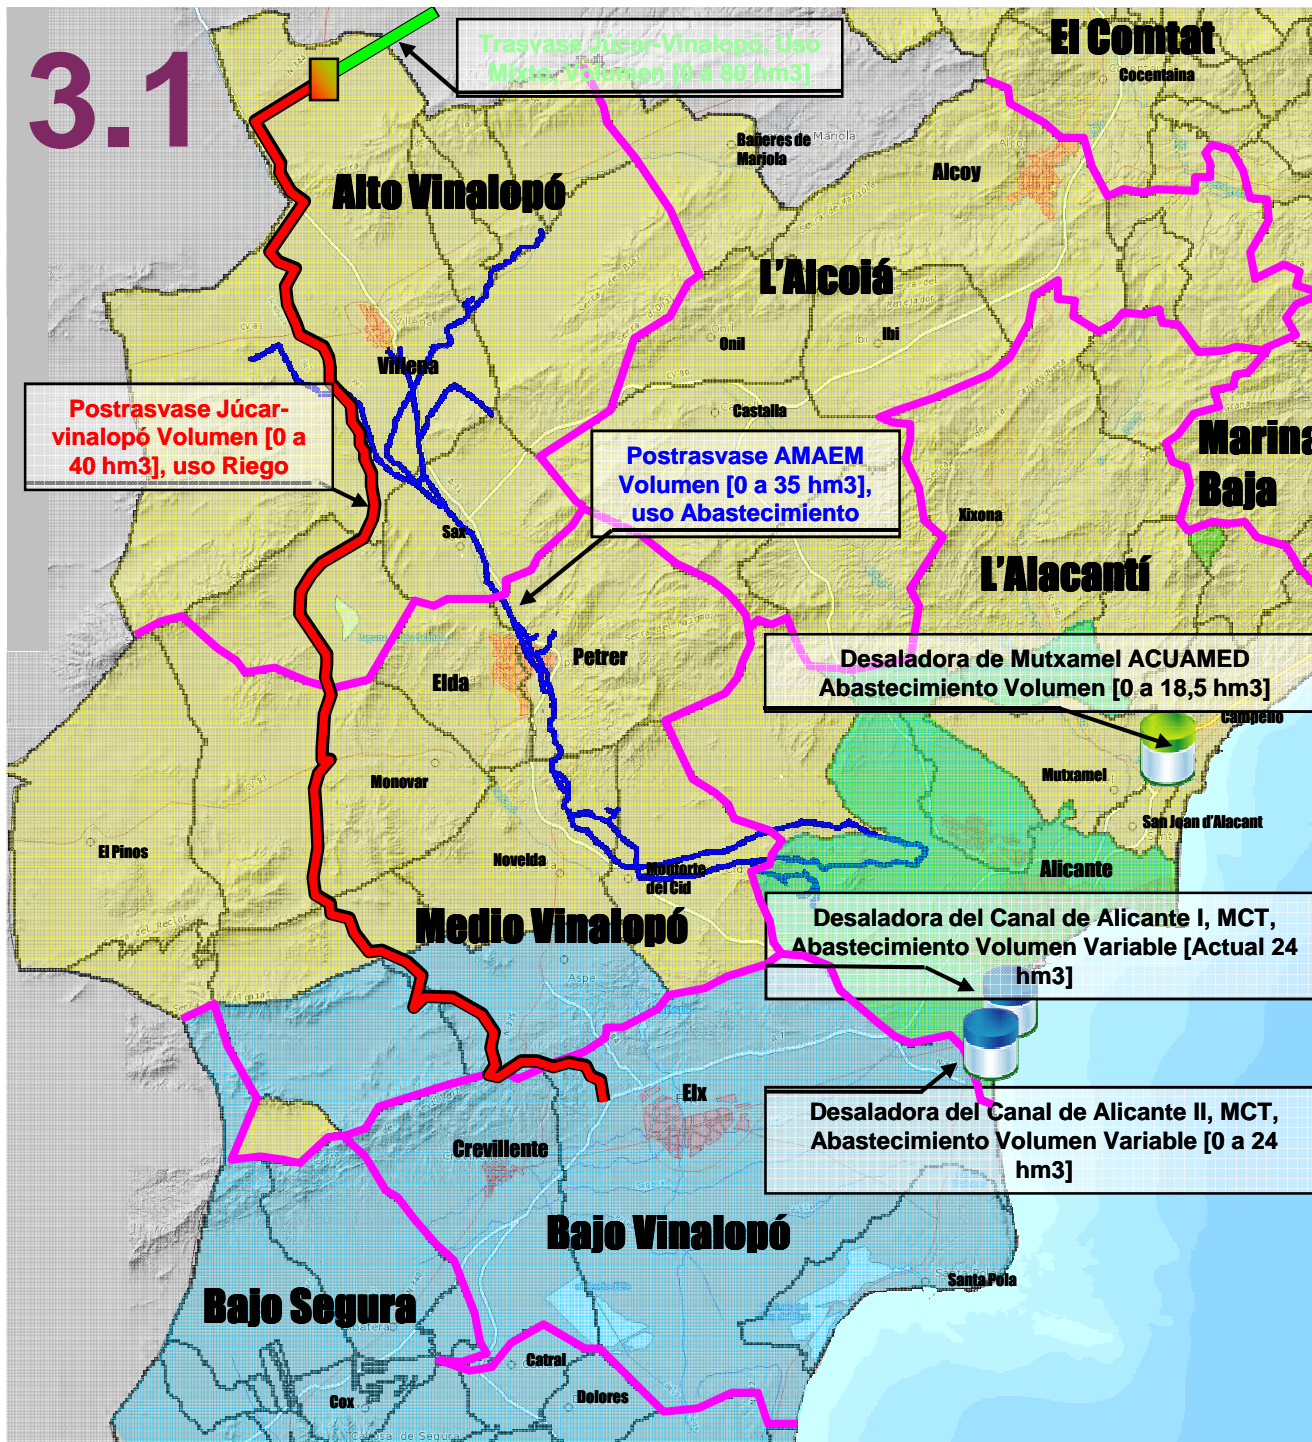 3.1
Trasvase Júcar-Vinalopó, Uso
Mixto, Volumen [0 a 80 hm3]
El Comtat
Cocentaina
Bañeres de
Mariola
Mariola
Alcoy
Alto Vinalopó
L'Alcoiá
Onil
Onil
Ibi
Ibi
Villena
Villena
Castalla
Postrasvase Júcar-
vinalopó Volumen [0 a
40 hm3], uso Riego
Postrasvase AMAEM
Volumen [0 a 35 hm3],
uso Abastecimiento
Marina
Baja
Xixona
Sax
L'Alacantí
Petrer
Elda
Desaladora de Mutxamel ACUAMED
Abastecimiento Volumen [0 a 18,5 hm3]
Campello
Monovar
Mutxamel
San Joan d'Alacant
El Pinos
Novelda
Monforte
del Cid
Alicante
Medio Vinalopó
Desaladora del Canal de Alicante I, MCT,
Abastecimiento Volumen Variable [Actual 24
hm3]
Aspe
Elx
Desaladora del Canal de Alicante II, MCT,
Abastecimiento Volumen Variable [0 a 24
hm3]
Crevillente
Bajo Vinalopó
Santa Pola
Bajo Segura
Catral
Cox
Dolores